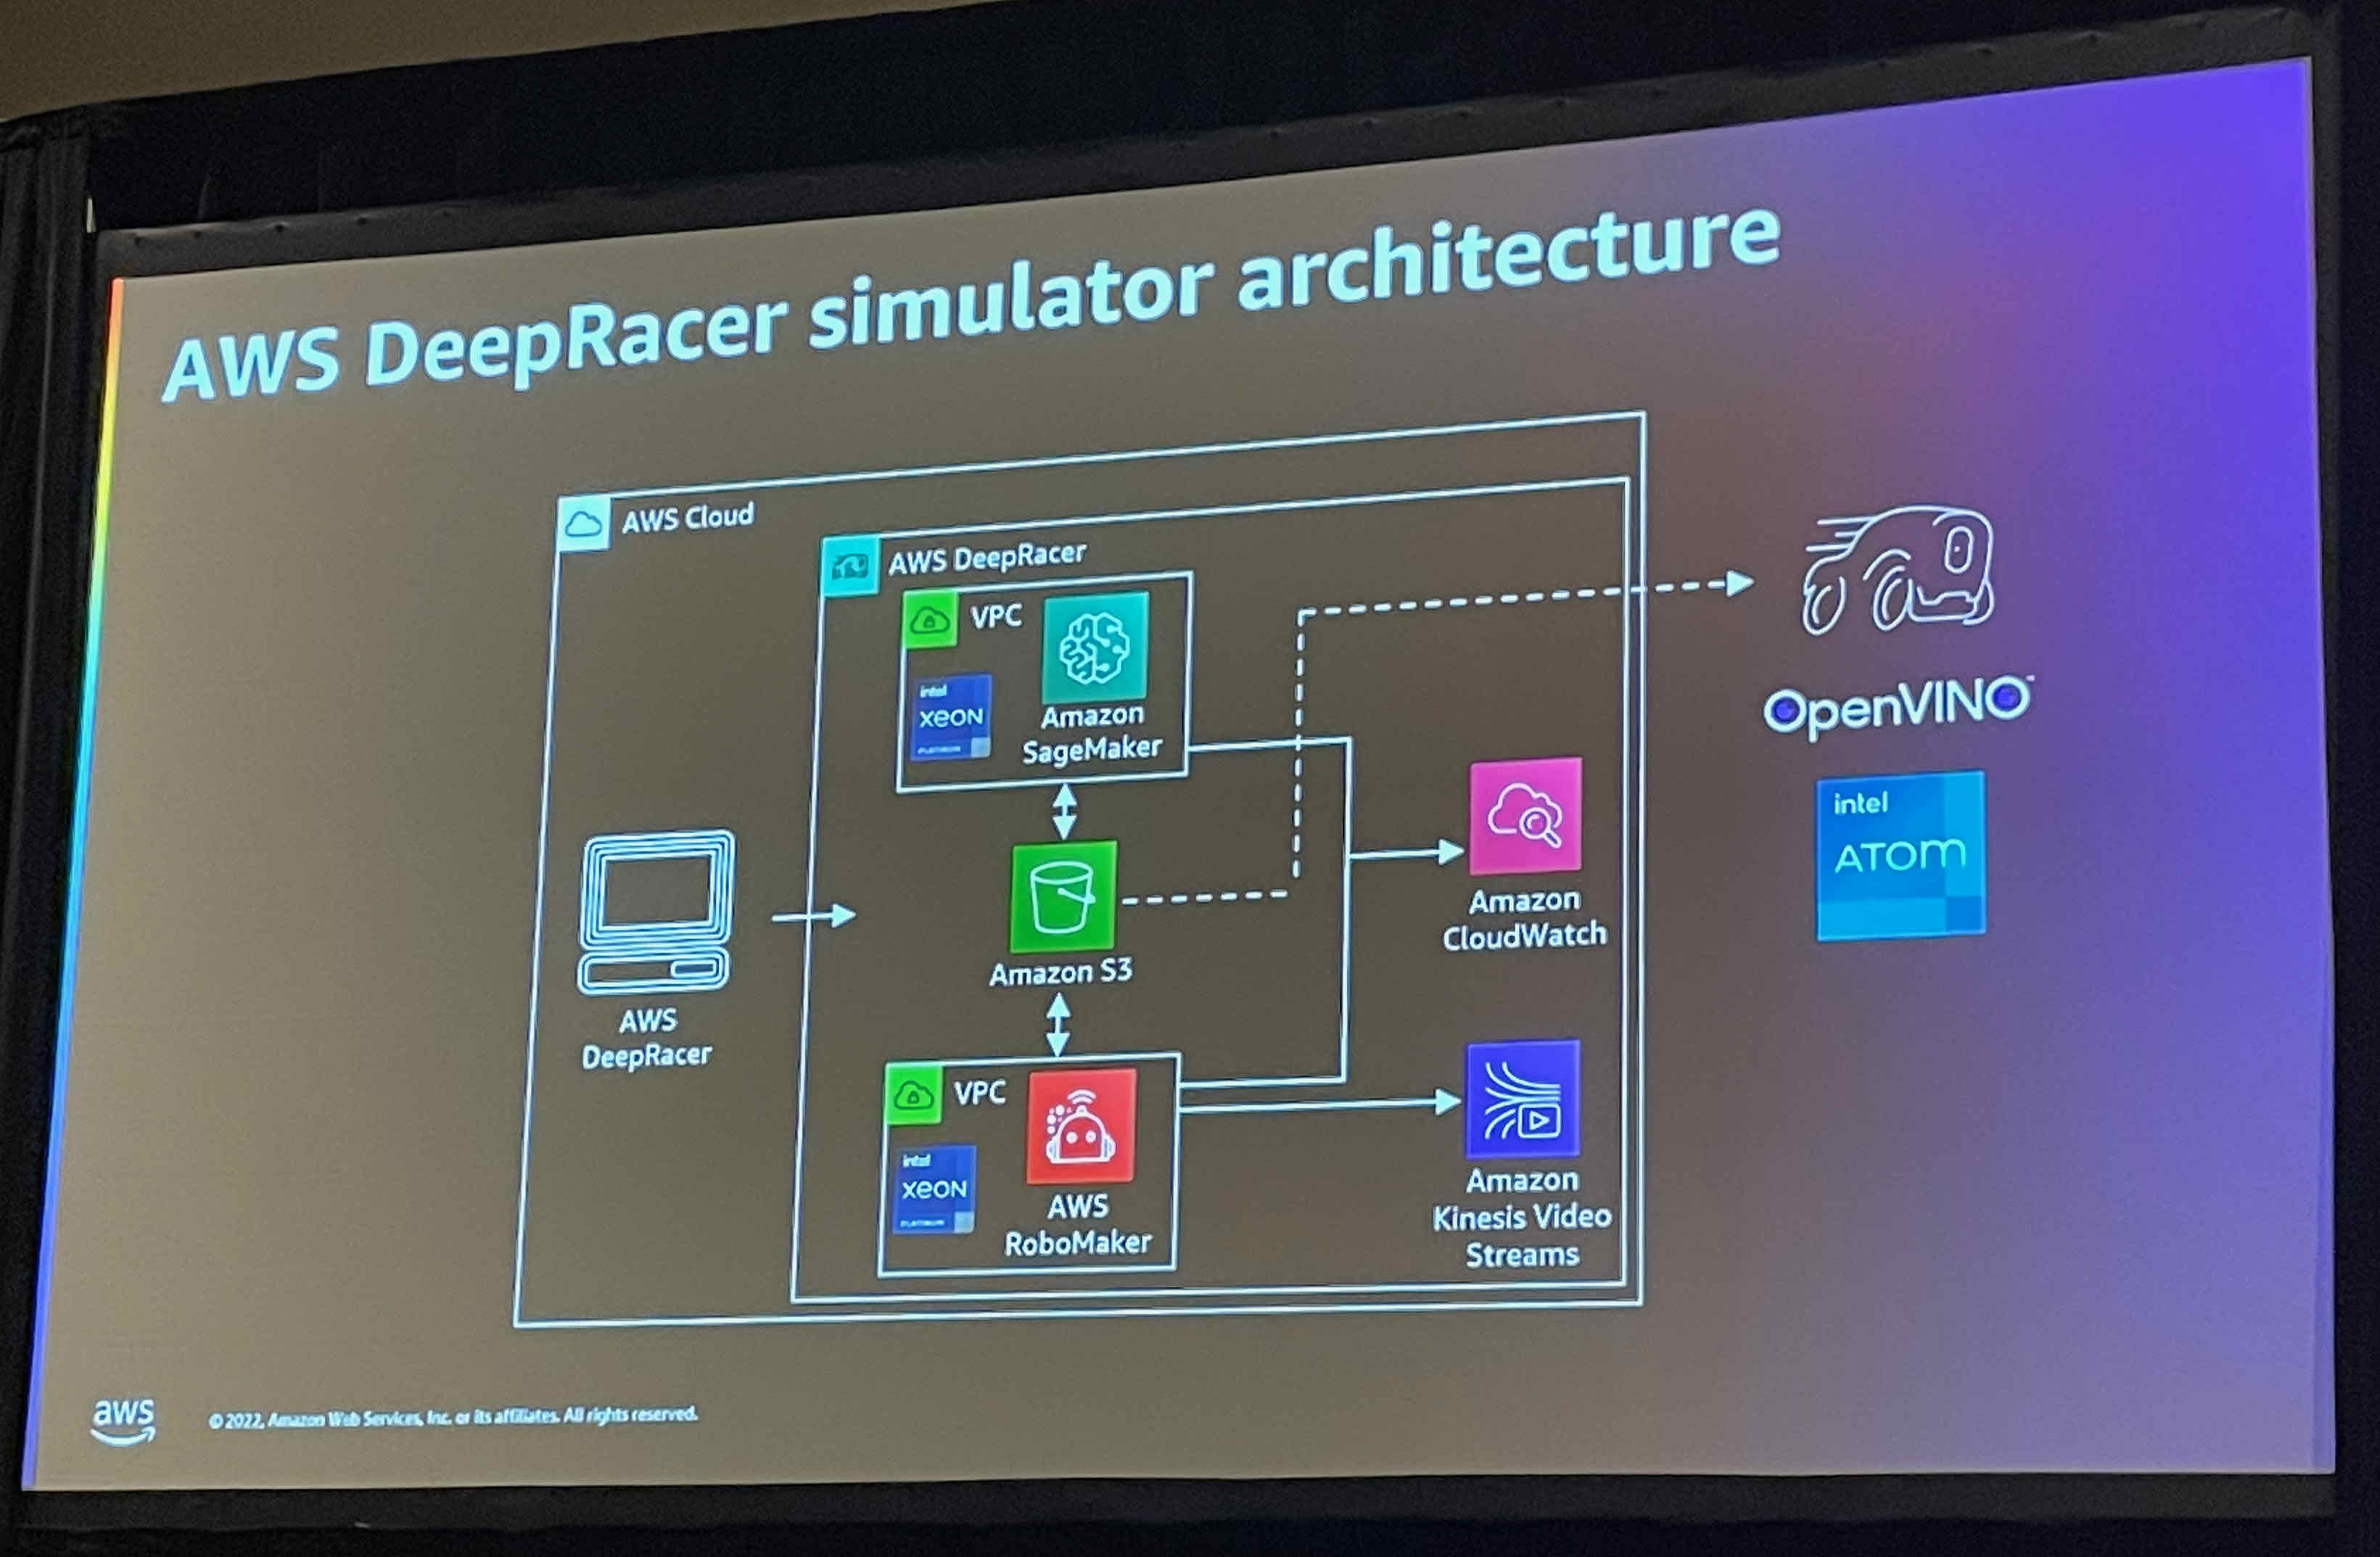 AWS DeepRacer simulator architecture
AWS Cloud
AWS DeepRacer
VPC
intel
XEON
PLATINUM
Amazon
SageMaker
OpenVINO
intel
ATOM
Amazon
CloudWatch
Amazon S3
AWS
DeepRacer
VPC
intel
XEON
PLATINUM
AWS
RoboMaker
Amazon
Kinesis Video
Streams
aws
© 2022, Amazon Web Services, Inc. or its affiliates. All rights reserved.